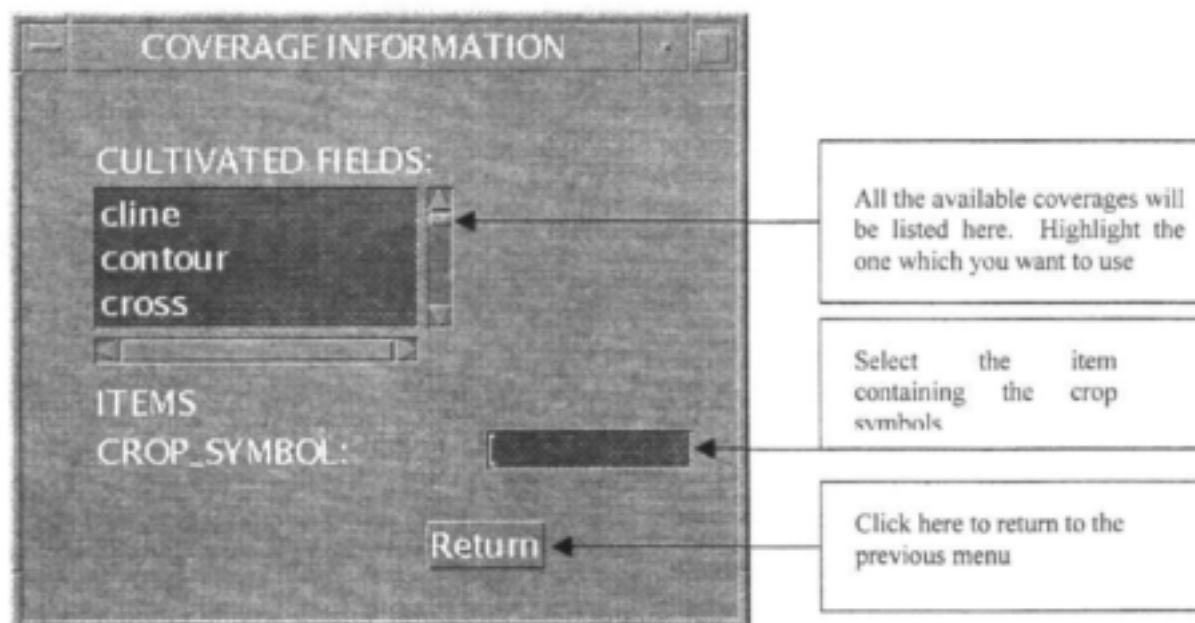 COVERAGE INFORMATION
CULTIVATED FIELDS:
cline
contour
cross
ITEMS
CROP_SYMBOL:
Return
All the available coverages will
be listed here. Highlight the
one which you want to use
Select the item
containing the crop
symbols
Click here to return to the
previous menu